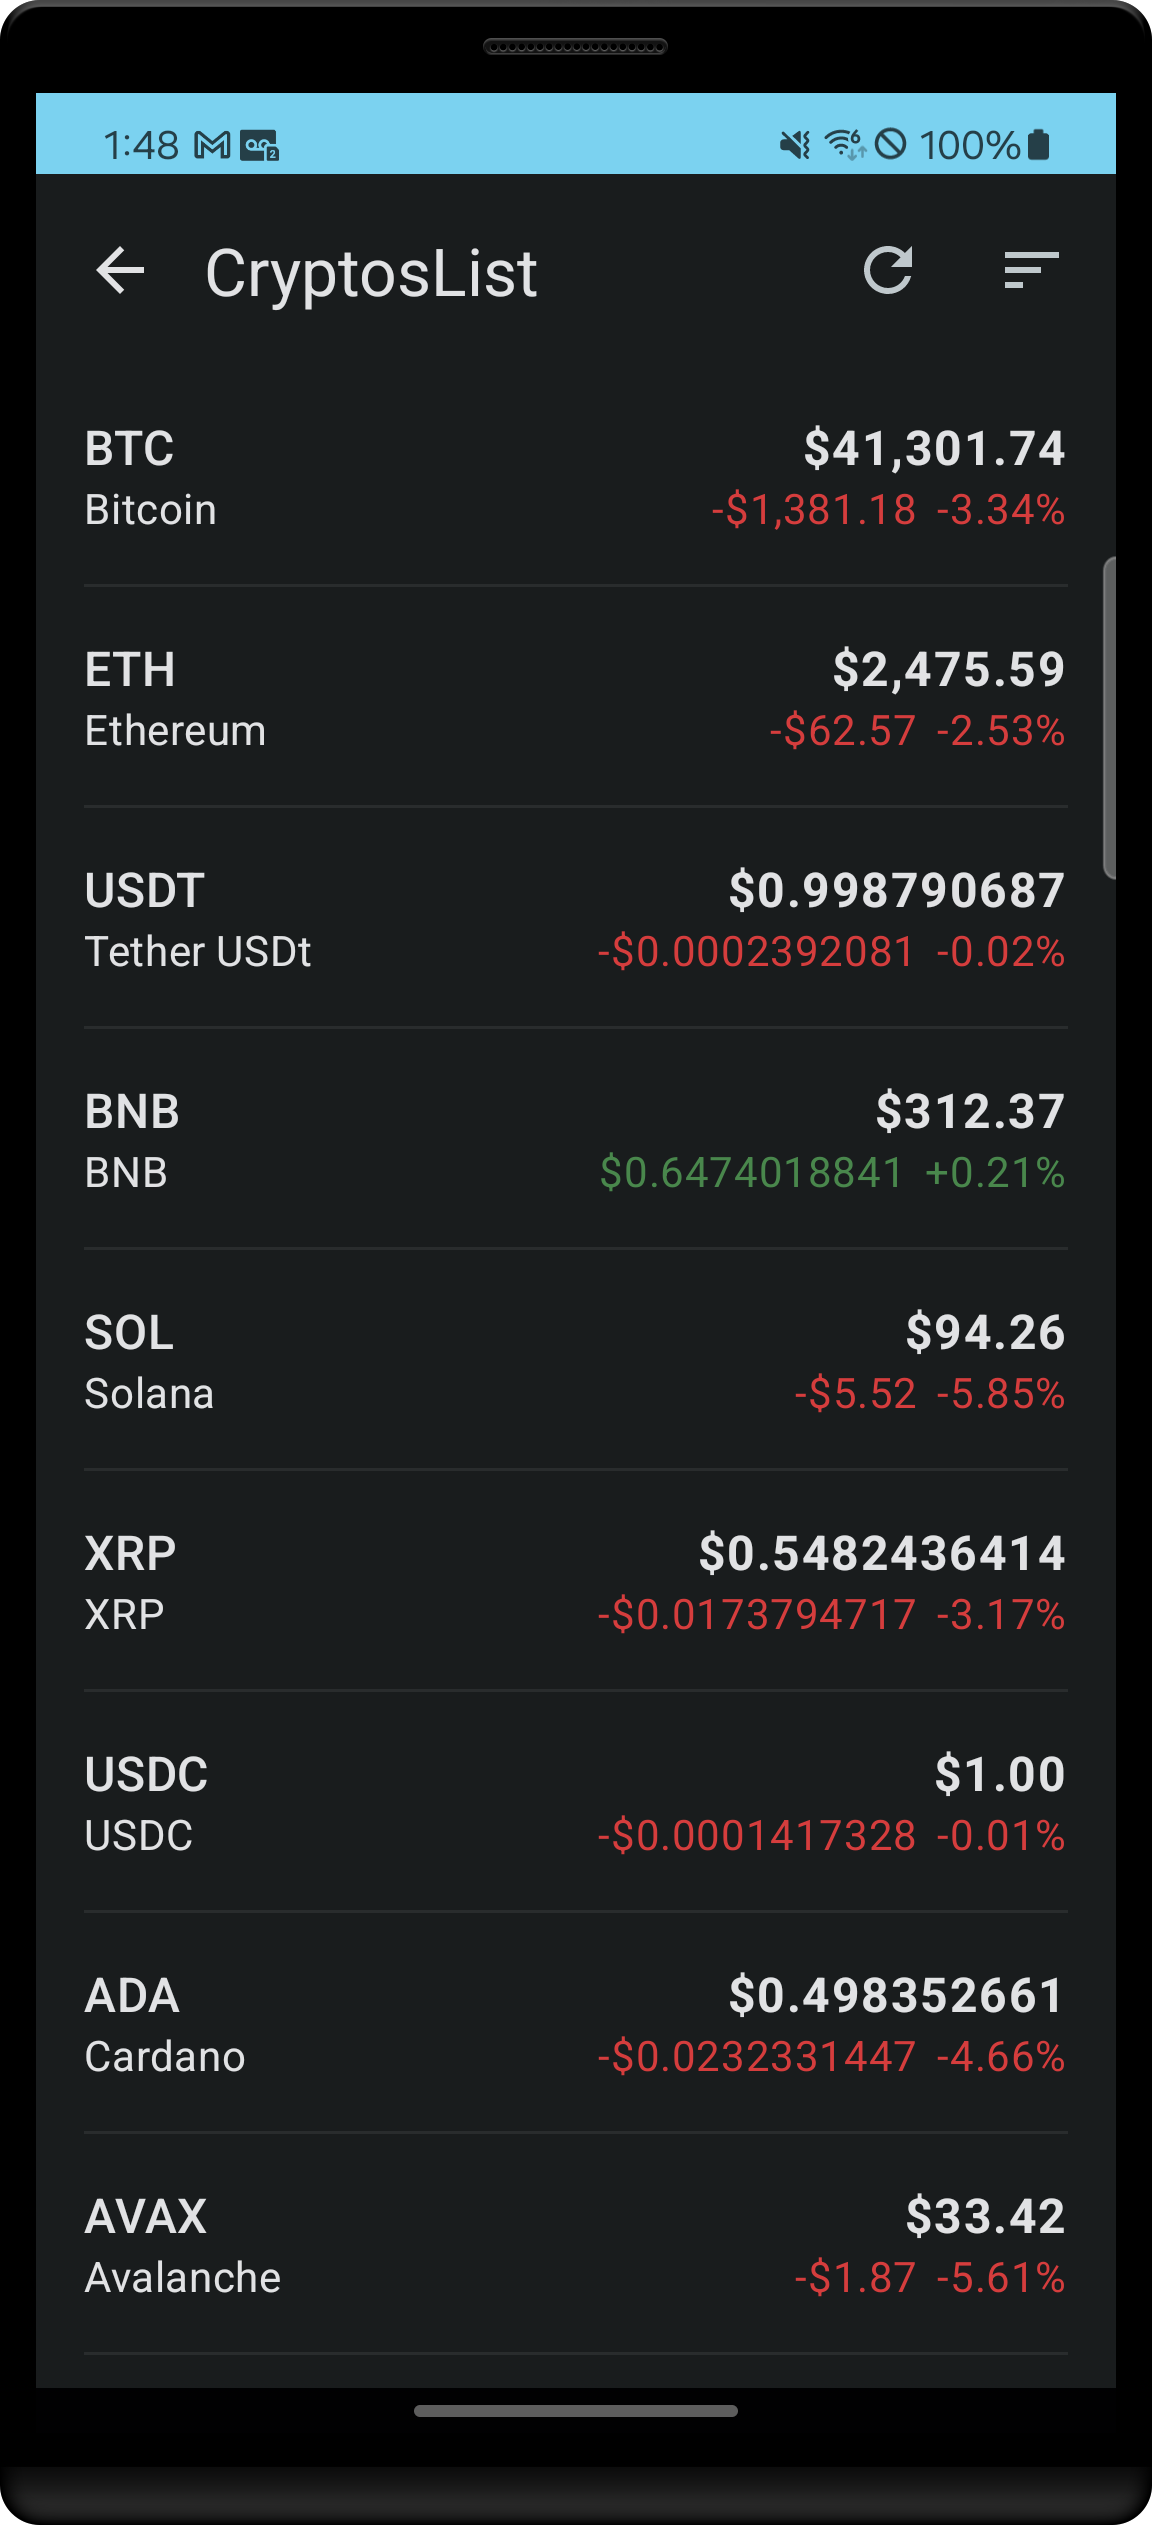 1:48 100%
CryptosList
BTC $41,301.74
Bitcoin -$1,381.18 -3.34%
ETH $2,475.59
Ethereum -$62.57 -2.53%
USDT $0.998790687
Tether USDt -$0.0002392081 -0.02%
BNB $312.37
BNB $0.6474018841 +0.21%
SOL $94.26
Solana -$5.52 -5.85%
XRP $0.5482436414
XRP -$0.0173794717 -3.17%
USDC $1.00
USDC -$0.0001417328 -0.01%
ADA $0.498352661
Cardano -$0.0232331447 -4.66%
AVAX $33.42
Avalanche -$1.87 -5.61%